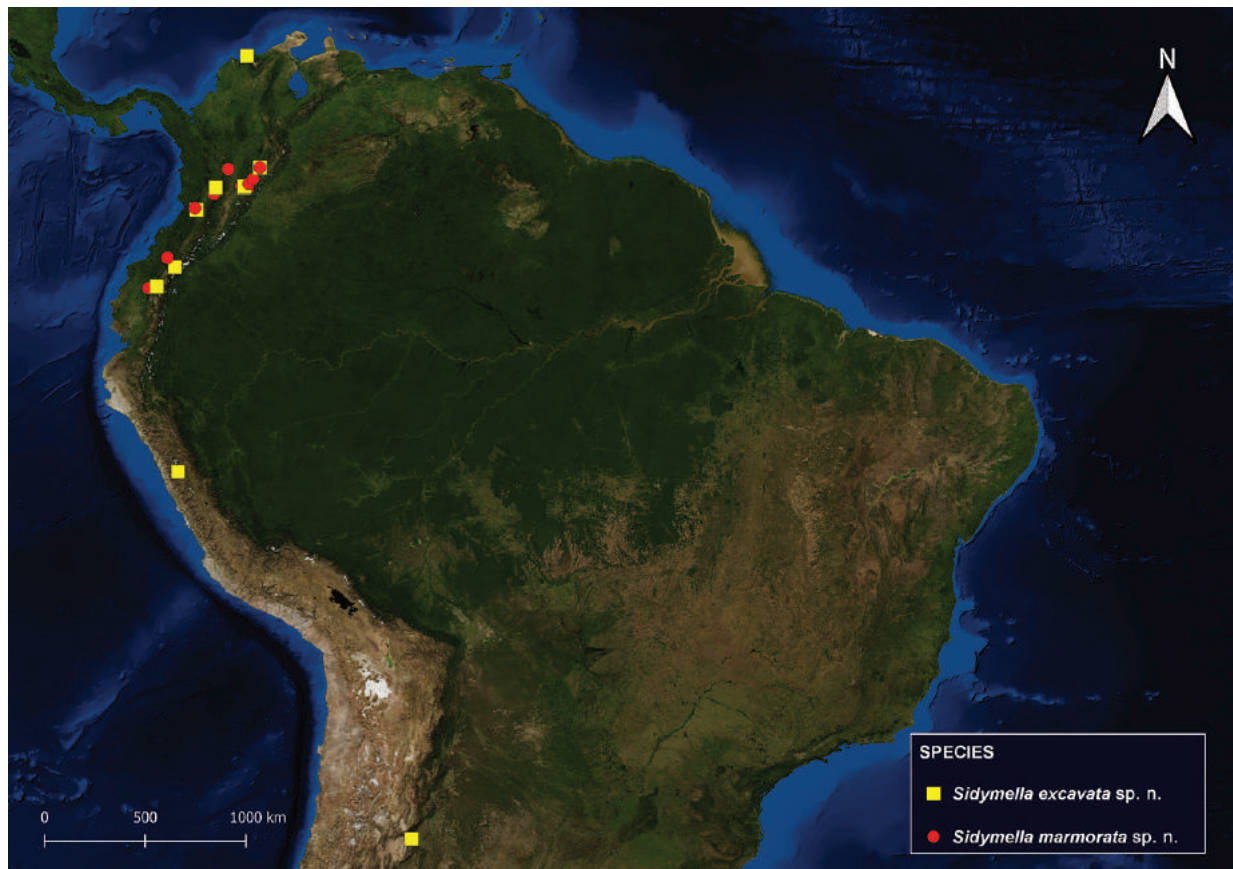 N
SPECIES
Sidymella excavata sp. n.
Sidymella marmorata sp. n.
0 500 1000 km